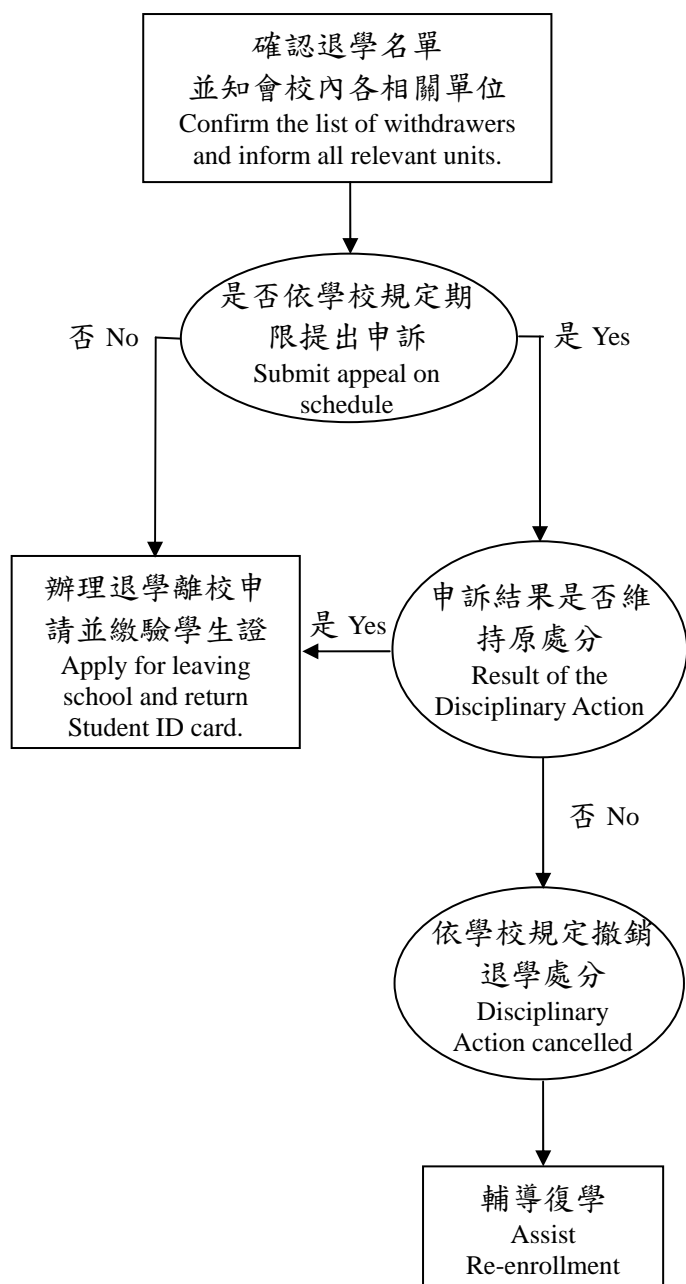 確認退學名單
並知會校內各相關單位
Confirm the list of withdrawers
and inform all relevant units.
是否依學校規定期
限提出申訴
Submit appeal on
schedule
否 No
是 Yes
辦理退學離校申
請並繳驗學生證
Apply for leaving
school and return
Student ID card.
是 Yes
申訴結果是否維
持原處分
Result of the
Disciplinary Action
否 No
依學校規定撤銷
退學處分
Disciplinary
Action cancelled
輔導復學
Assist
Re-enrollment